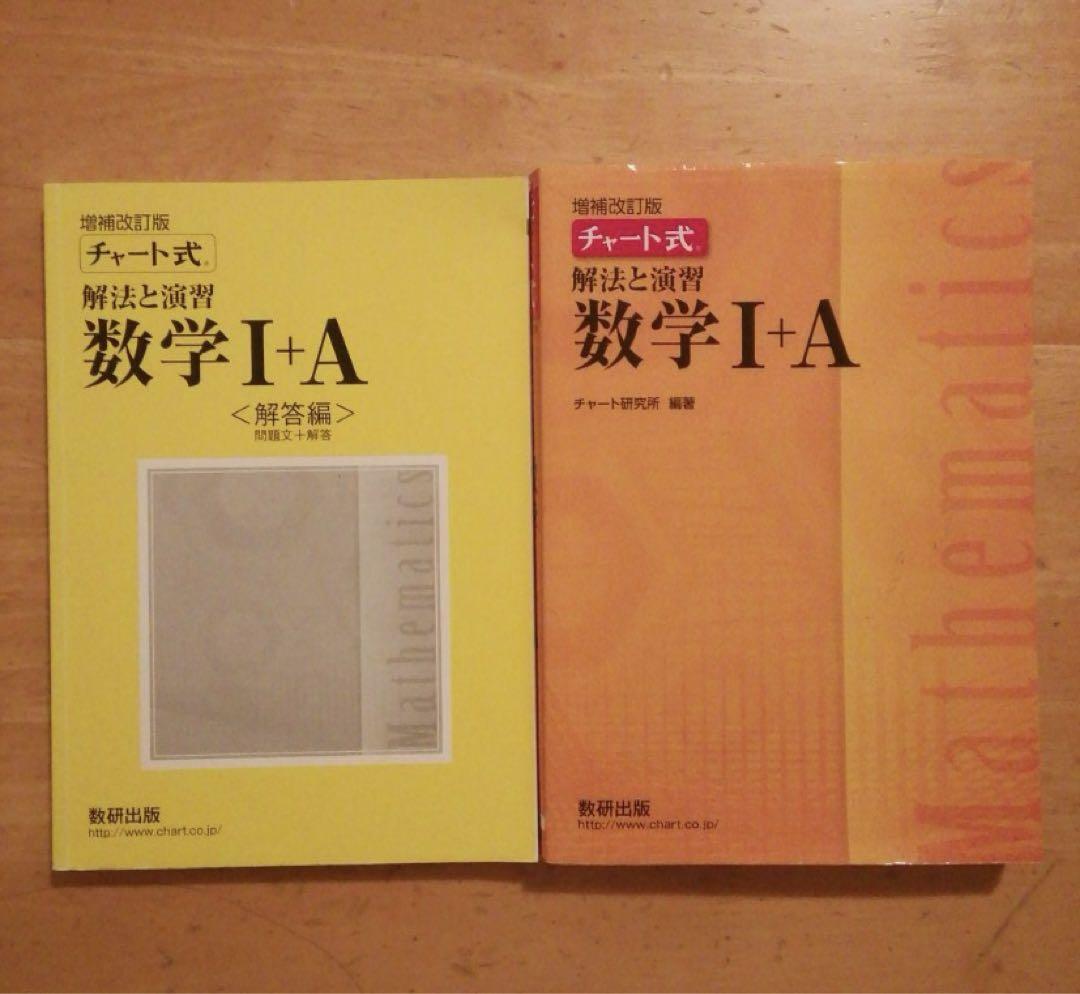 増補改訂版
チャート式®
解法と演習
数学I+A
<解答編>
問題文+解答
Mathematics
数研出版
http://www.chart.co.jp/
増補改訂版
チャート式®
解法と演習
数学I+A
チャート研究所 編著
Mathematics
数研出版
http://www.chart.co.jp/